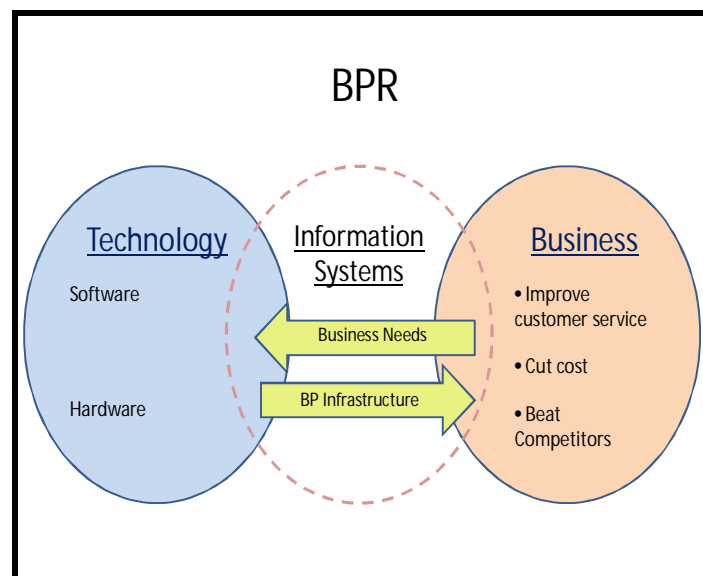 BPR
Technology
Software
Hardware
Information
Systems
Business Needs
BP Infrastructure
Business
• Improve
customer service
• Cut cost
• Beat
Competitors